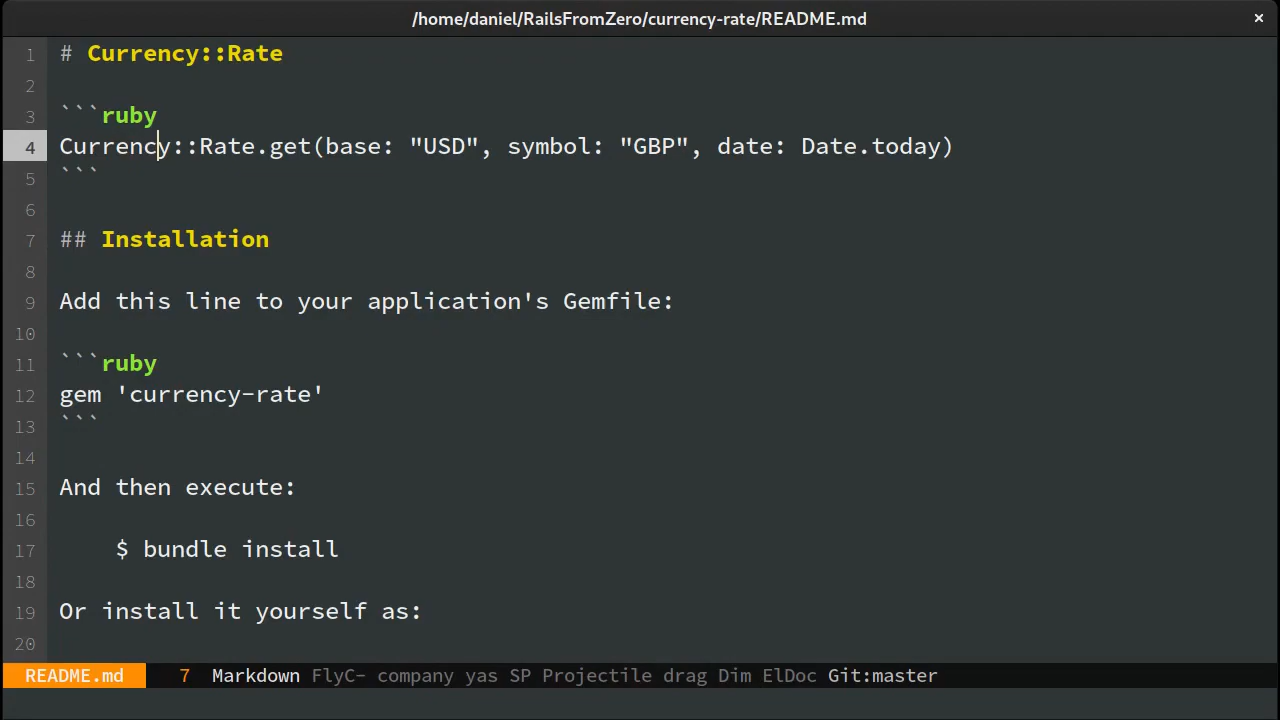 /home/daniel/RailsFromZero/currency-rate/README.md ×
1 # Currency::Rate
2
3 ```ruby
4 Currency::Rate.get(base: "USD", symbol: "GBP", date: Date.today)
5 ```
6
7 ## Installation
8
9 Add this line to your application's Gemfile:
10
11 ```ruby
12 gem 'currency-rate'
13 ```
14
15 And then execute:
16
17     $ bundle install
18
19 Or install it yourself as:
20
README.md 7 Markdown FlyC- company yas SP Projectile drag Dim ElDoc Git:master